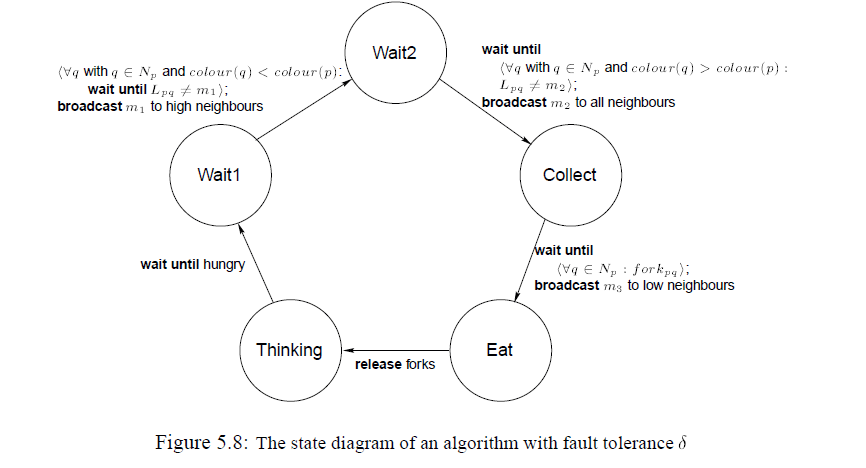 Wait2
⟨∀q with q ∈ N_p and colour(q) < colour(p):
wait until L_pq ≠ m_1⟩;
broadcast m_1 to high neighbours
wait until
⟨∀q with q ∈ N_p and colour(q) > colour(p) :
L_pq ≠ m_2⟩;
broadcast m_2 to all neighbours
Wait1
Collect
wait until hungry
wait until
⟨∀q ∈ N_p : fork_pq⟩;
broadcast m_3 to low neighbours
Thinking
Eat
release forks
Figure 5.8: The state diagram of an algorithm with fault tolerance δ